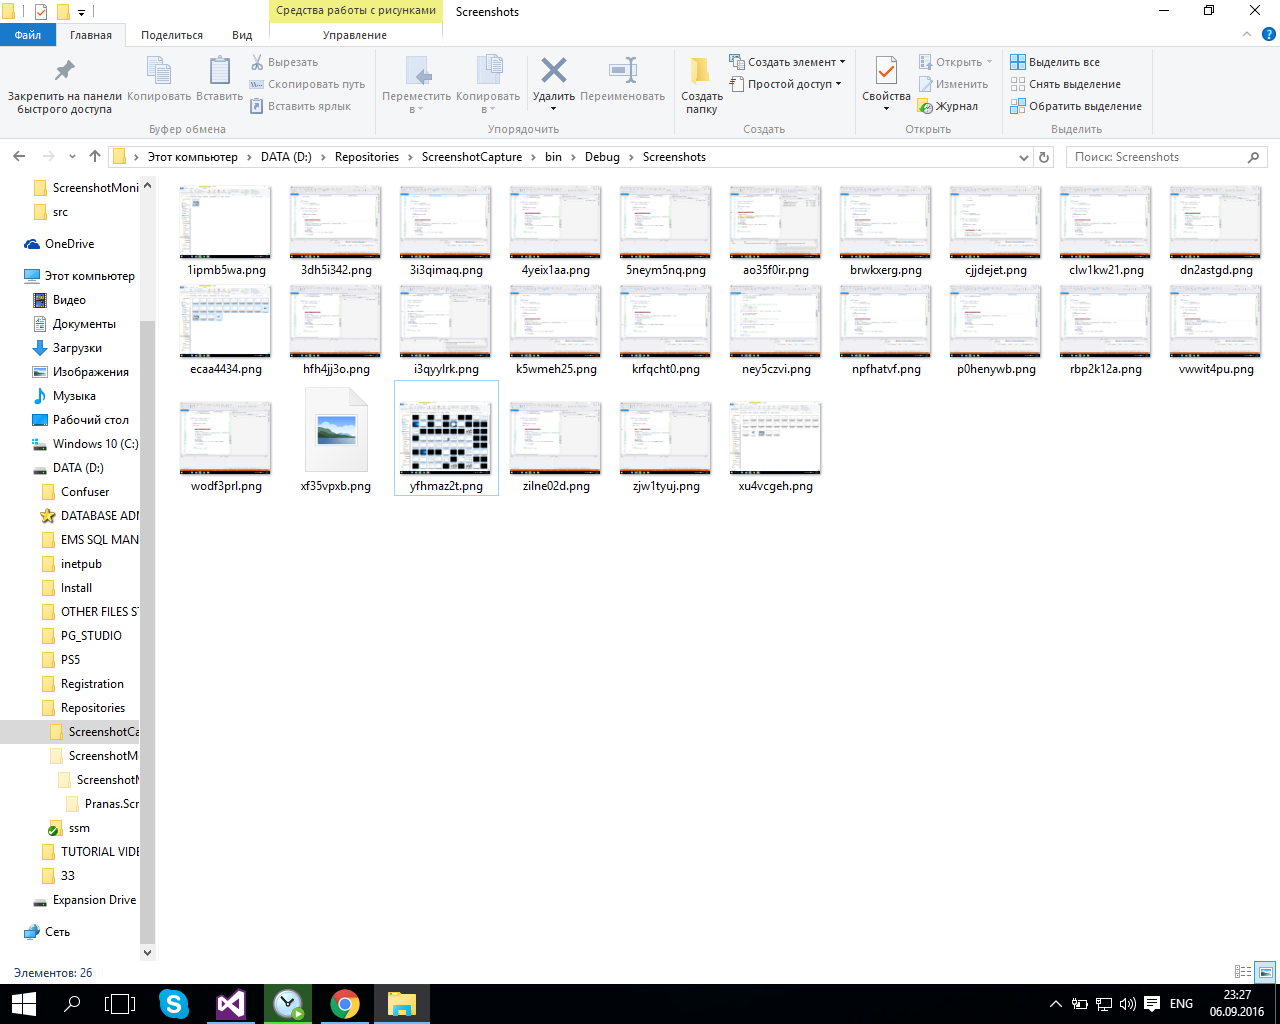 Средства работы с рисунками
Screenshots
Файл
Главная
Поделиться
Вид
Управление
Закрепить на панели
быстрого доступа
Копировать
Вставить
Вырезать
Скопировать путь
Вставить ярлык
Буфер обмена
Переместить
в
Копировать
в
Удалить
Переименовать
Упорядочить
Создать
папку
Создать элемент
Простой доступ
Создать
Свойства
Открыть
Изменить
Журнал
Открыть
Выделить все
Снять выделение
Обратить выделение
Выделить
Этот компьютер
DATA (D:)
Repositories
ScreenshotCapture
bin
Debug
Screenshots
Поиск: Screenshots
ScreenshotMoni
src
OneDrive
Этот компьютер
Видео
Документы
Загрузки
Изображения
Музыка
Рабочий стол
Windows 10 (C:)
DATA (D:)
Confuser
DATABASE ADM
EMS SQL MAN
inetpub
Install
OTHER FILES ST
PG_STUDIO
PS5
Registration
Repositories
ScreenshotCa
ScreenshotM
ScreenshotM
Pranas.Scr
ssm
TUTORIAL VIDE
33
Expansion Drive
Сеть
1ipmb5wa.png
3dh5i342.png
3i3qimaq.png
4yeix1aa.png
5neym5nq.png
ao35f0ir.png
brwkxerg.png
cjjdejet.png
clw1kw21.png
dn2astgd.png
ecaa4434.png
hfh4jj3o.png
i3qyylrk.png
k5wmeh25.png
krfqcht0.png
ney5czvi.png
npfhatvf.png
p0henywb.png
rbp2k12a.png
vwwit4pu.png
wodf3prl.png
xf35vpxb.png
yfhmaz2t.png
zilne02d.png
zjw1tyuj.png
xu4vcgeh.png
Элементов: 26
ENG
23:27
06.09.2016